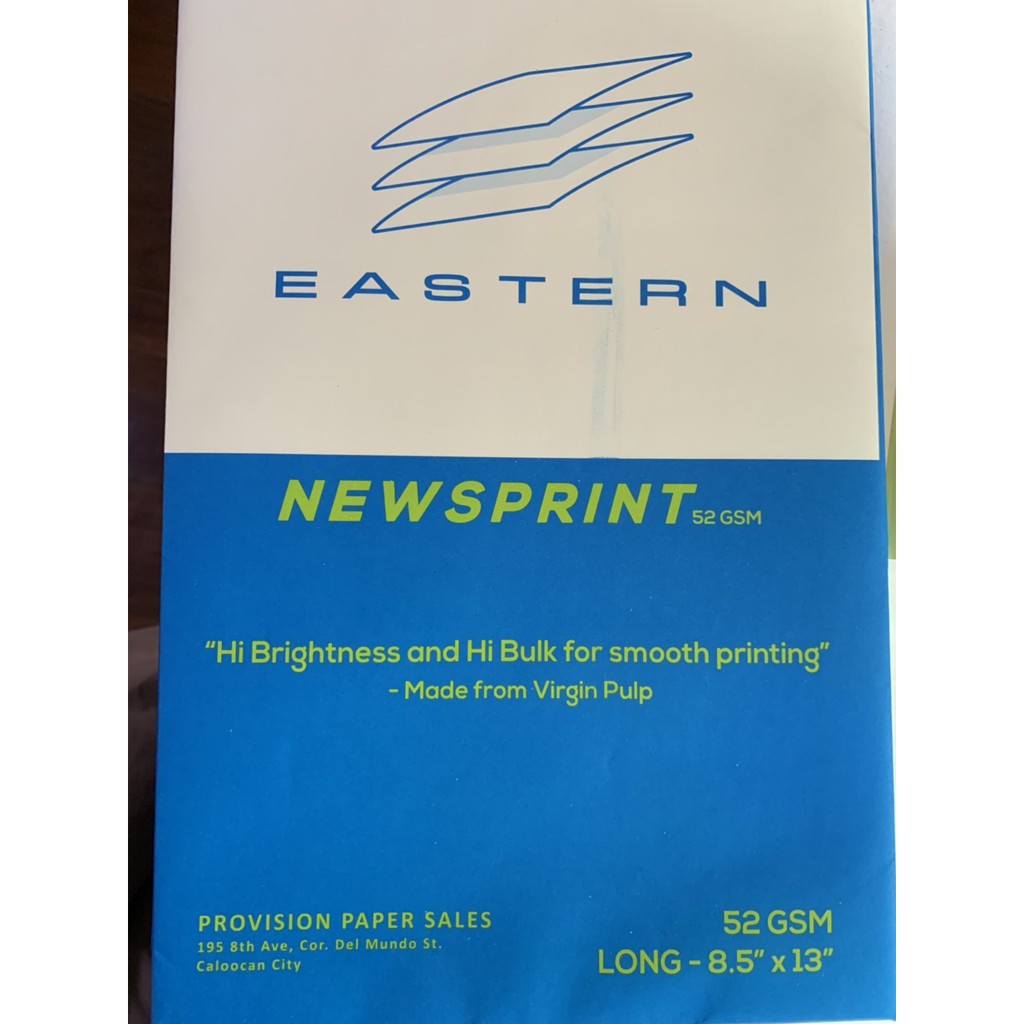 EASTERN
NEWSPRINT 52 GSM
“Hi Brightness and Hi Bulk for smooth printing”
- Made from Virgin Pulp
PROVISION PAPER SALES
195 8th Ave, Cor. Del Mundo St.
Caloocan City
52 GSM
LONG - 8.5” x 13”